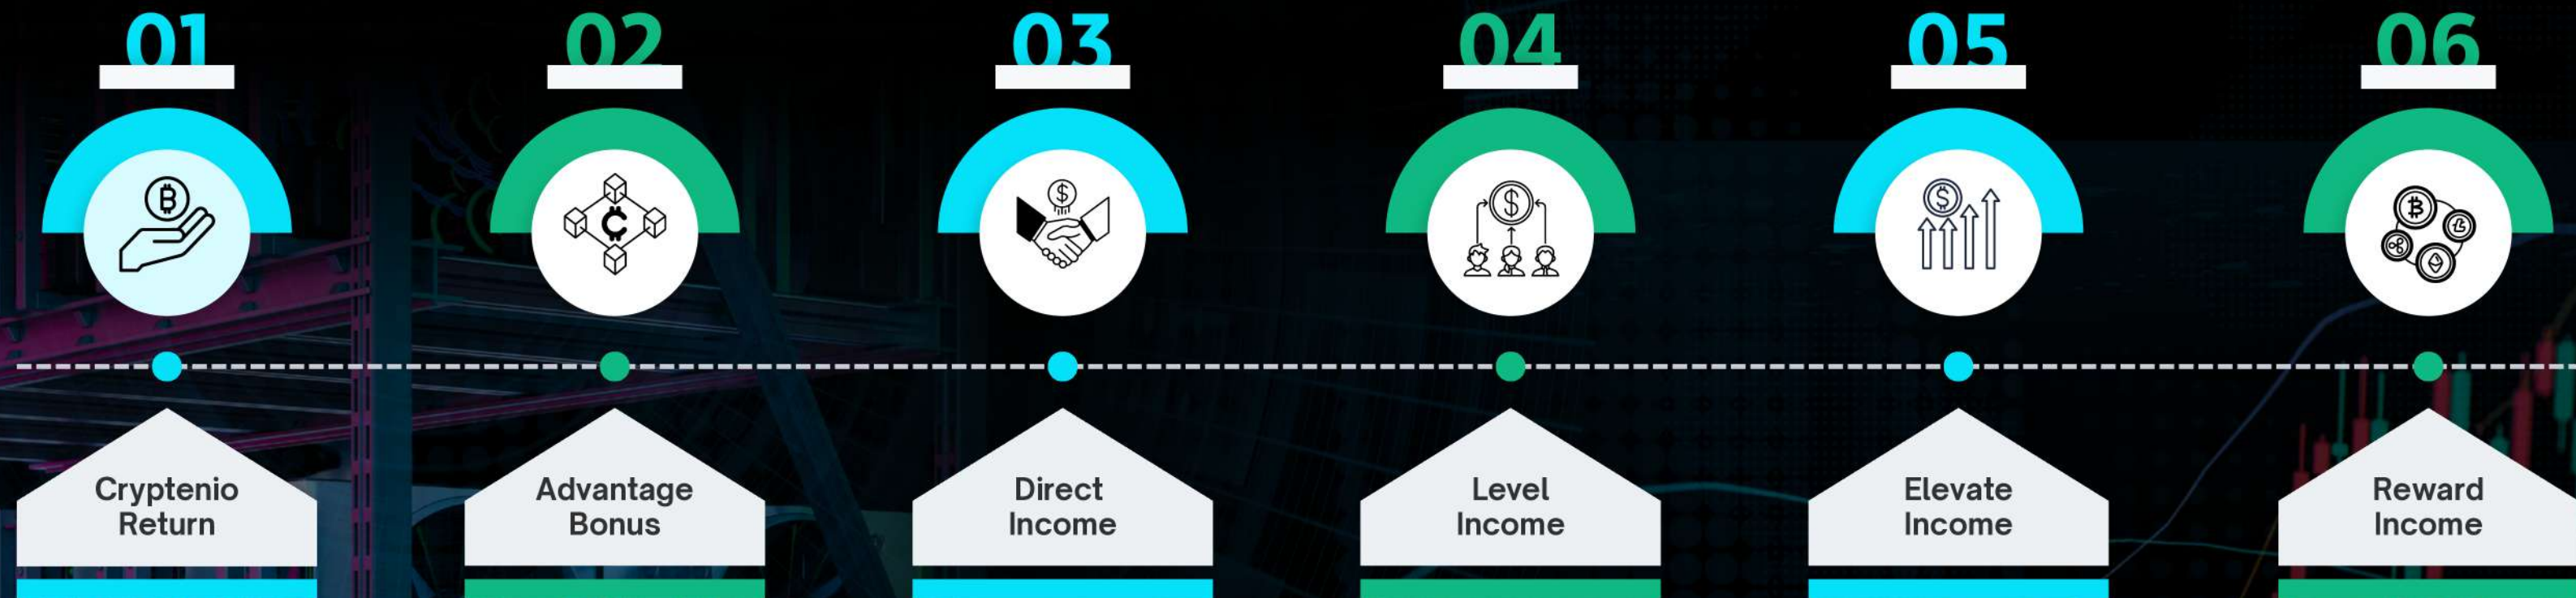 01
02
03
04
05
06
Cryptenio
Return
Advantage
Bonus
Direct
Income
Level
Income
Elevate
Income
Reward
Income